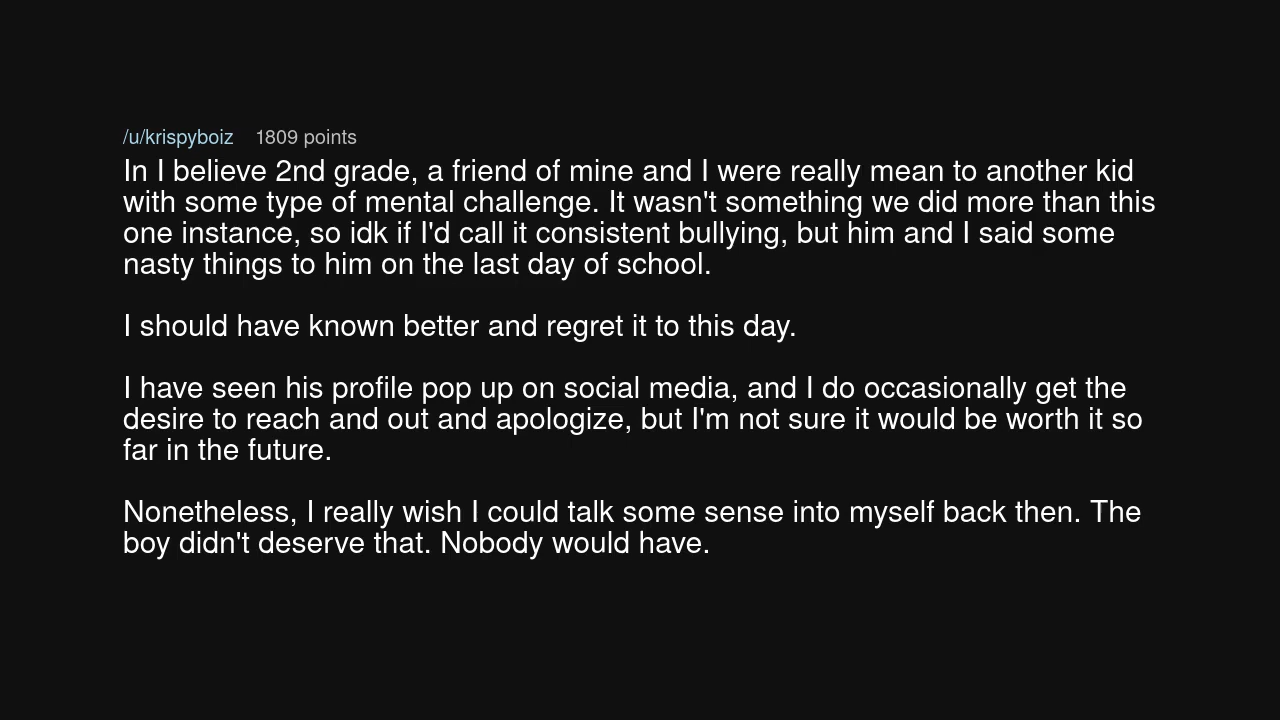 /u/krispyboiz 1809 points
In I believe 2nd grade, a friend of mine and I were really mean to another kid
with some type of mental challenge. It wasn't something we did more than this
one instance, so idk if I'd call it consistent bullying, but him and I said some
nasty things to him on the last day of school.
I should have known better and regret it to this day.
I have seen his profile pop up on social media, and I do occasionally get the
desire to reach and out and apologize, but I'm not sure it would be worth it so
far in the future.
Nonetheless, I really wish I could talk some sense into myself back then. The
boy didn't deserve that. Nobody would have.